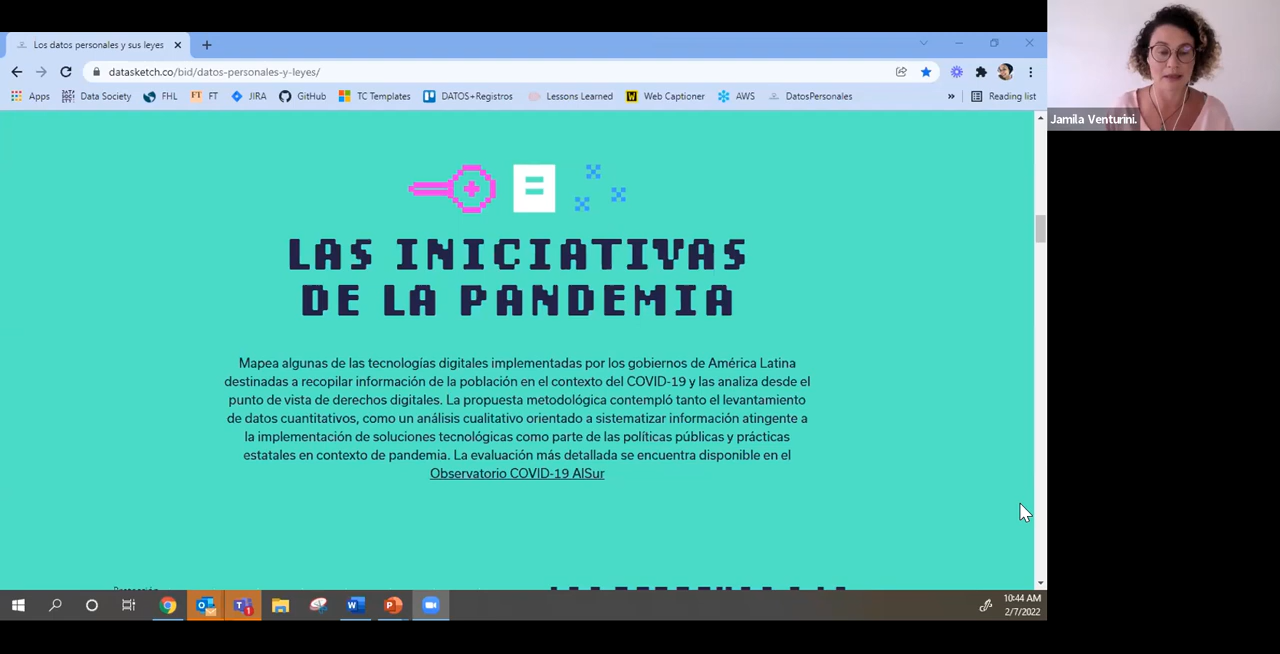 Los datos personales y sus leyes
datasketch.co/bid/datos-personales-y-leyes/
Apps Data Society FHL FT FT JIRA GitHub TC Templates DATOS+Registros Lessons Learned W Web Captioner AWS DatosPersonales » Reading list
Jamila Venturini.
LAS INICIATIVAS
DE LA PANDEMIA
Mapea algunas de las tecnologías digitales implementadas por los gobiernos de América Latina
destinadas a recopilar información de la población en el contexto del COVID-19 y las analiza desde el
punto de vista de derechos digitales. La propuesta metodológica contempló tanto el levantamiento
de datos cuantitativos, como un análisis cualitativo orientado a sistematizar información atingente a
la implementación de soluciones tecnológicas como parte de las políticas públicas y prácticas
estatales en contexto de pandemia. La evaluación más detallada se encuentra disponible en el
Observatorio COVID-19 AlSur
10:44 AM
2/7/2022